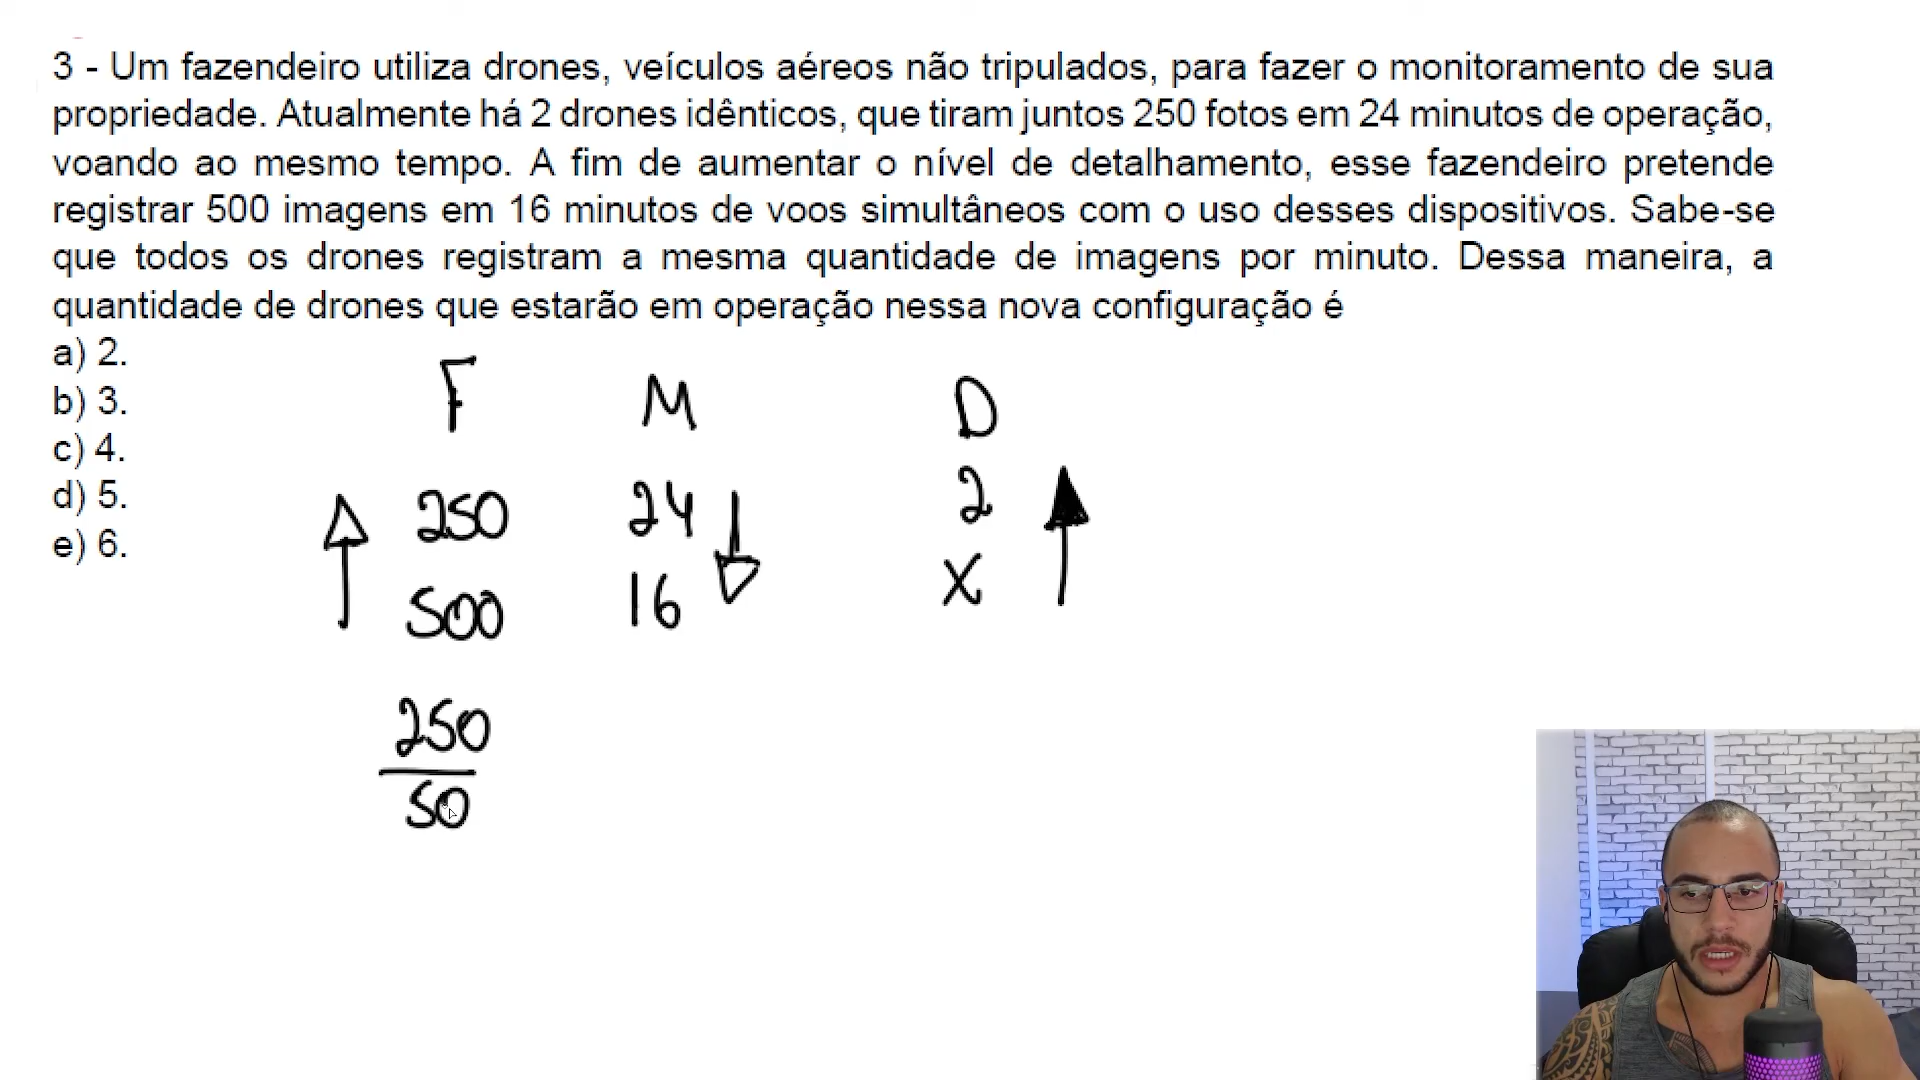 3 - Um fazendeiro utiliza drones, veículos aéreos não tripulados, para fazer o monitoramento de sua
propriedade. Atualmente há 2 drones idênticos, que tiram juntos 250 fotos em 24 minutos de operação,
voando ao mesmo tempo. A fim de aumentar o nível de detalhamento, esse fazendeiro pretende
registrar 500 imagens em 16 minutos de voos simultâneos com o uso desses dispositivos. Sabe-se
que todos os drones registram a mesma quantidade de imagens por minuto. Dessa maneira, a
quantidade de drones que estarão em operação nessa nova configuração é
a) 2.
b) 3.
c) 4.
d) 5.
e) 6.
F M D
250 24 2
500 16 X
250
50